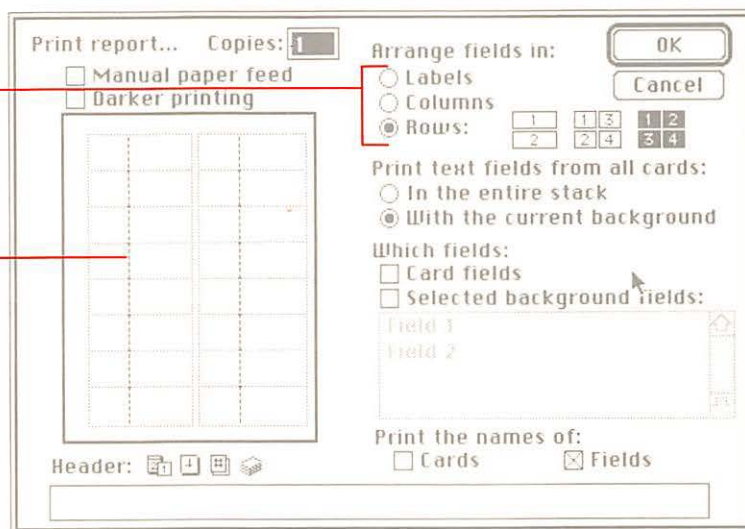 Print report... Copies: 1
Manual paper feed
Darker printing
Header:
Arrange fields in:
Labels
Columns
Rows: 1 2 1 3 2 4 1 2 3 4
Print text fields from all cards:
In the entire stack
With the current background
Which fields:
Card fields
Selected background fields:
Field 1
Field 2
Print the names of:
Cards Fields
OK
Cancel